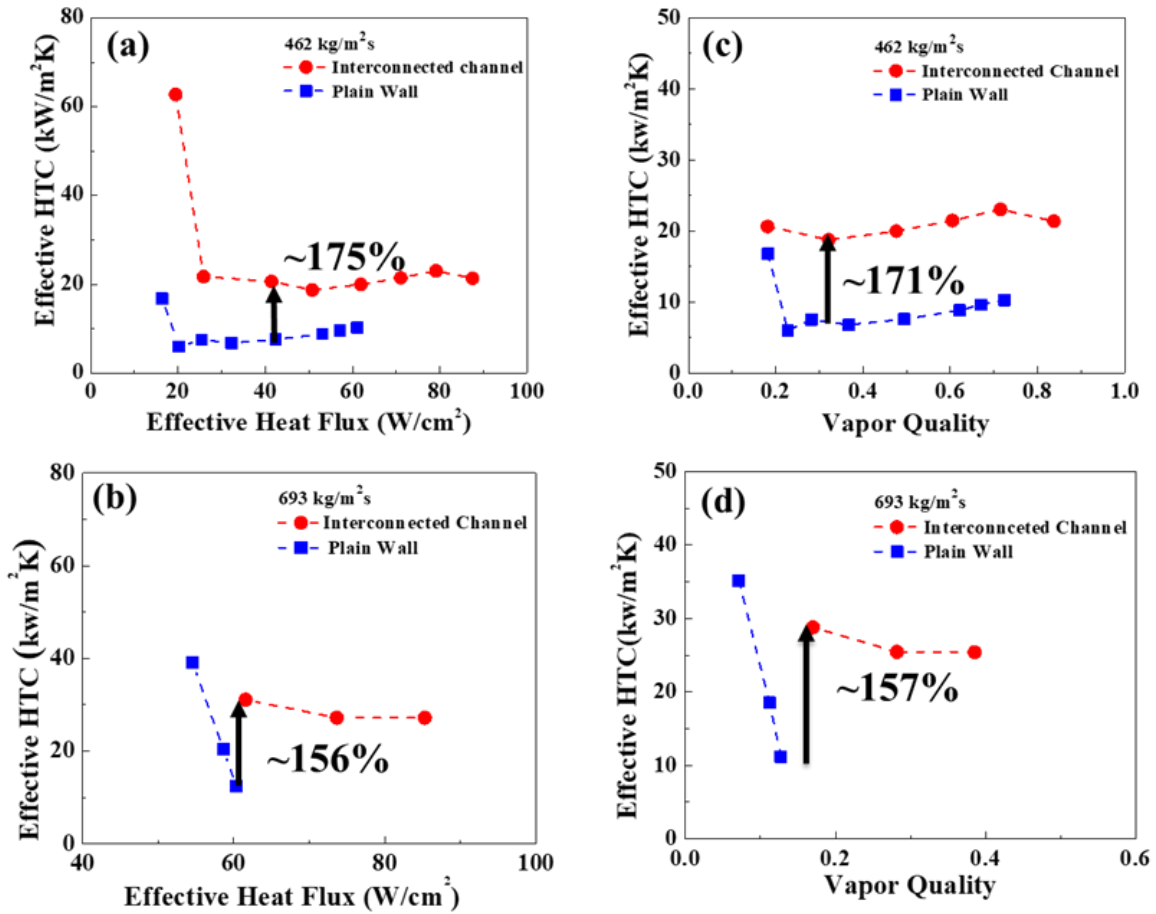 (a)
462 kg/m²s
Interconnected channel
Plain Wall
~175%
80
60
40
20
0
0 20 40 60 80 100
Effective HTC (kW/m²K)
Effective Heat Flux (W/cm²)
(c)
462 kg/m²s
Interconnected Channel
Plain Wall
~171%
50
40
30
20
10
0
0.0 0.2 0.4 0.6 0.8 1.0
Effective HTC (kw/m²K)
Vapor Quality
(b)
693 kg/m²s
Interconnected Channel
Plain Wall
~156%
80
60
40
20
0
40 60 80 100
Effective HTC (kw/m²K)
Effective Heat Flux (W/cm²)
(d)
693 kg/m²s
Interconnceted Channel
Plain Wall
~157%
50
40
30
20
10
0
0.0 0.2 0.4 0.6
Effective HTC(kw/m²K)
Vapor Quality